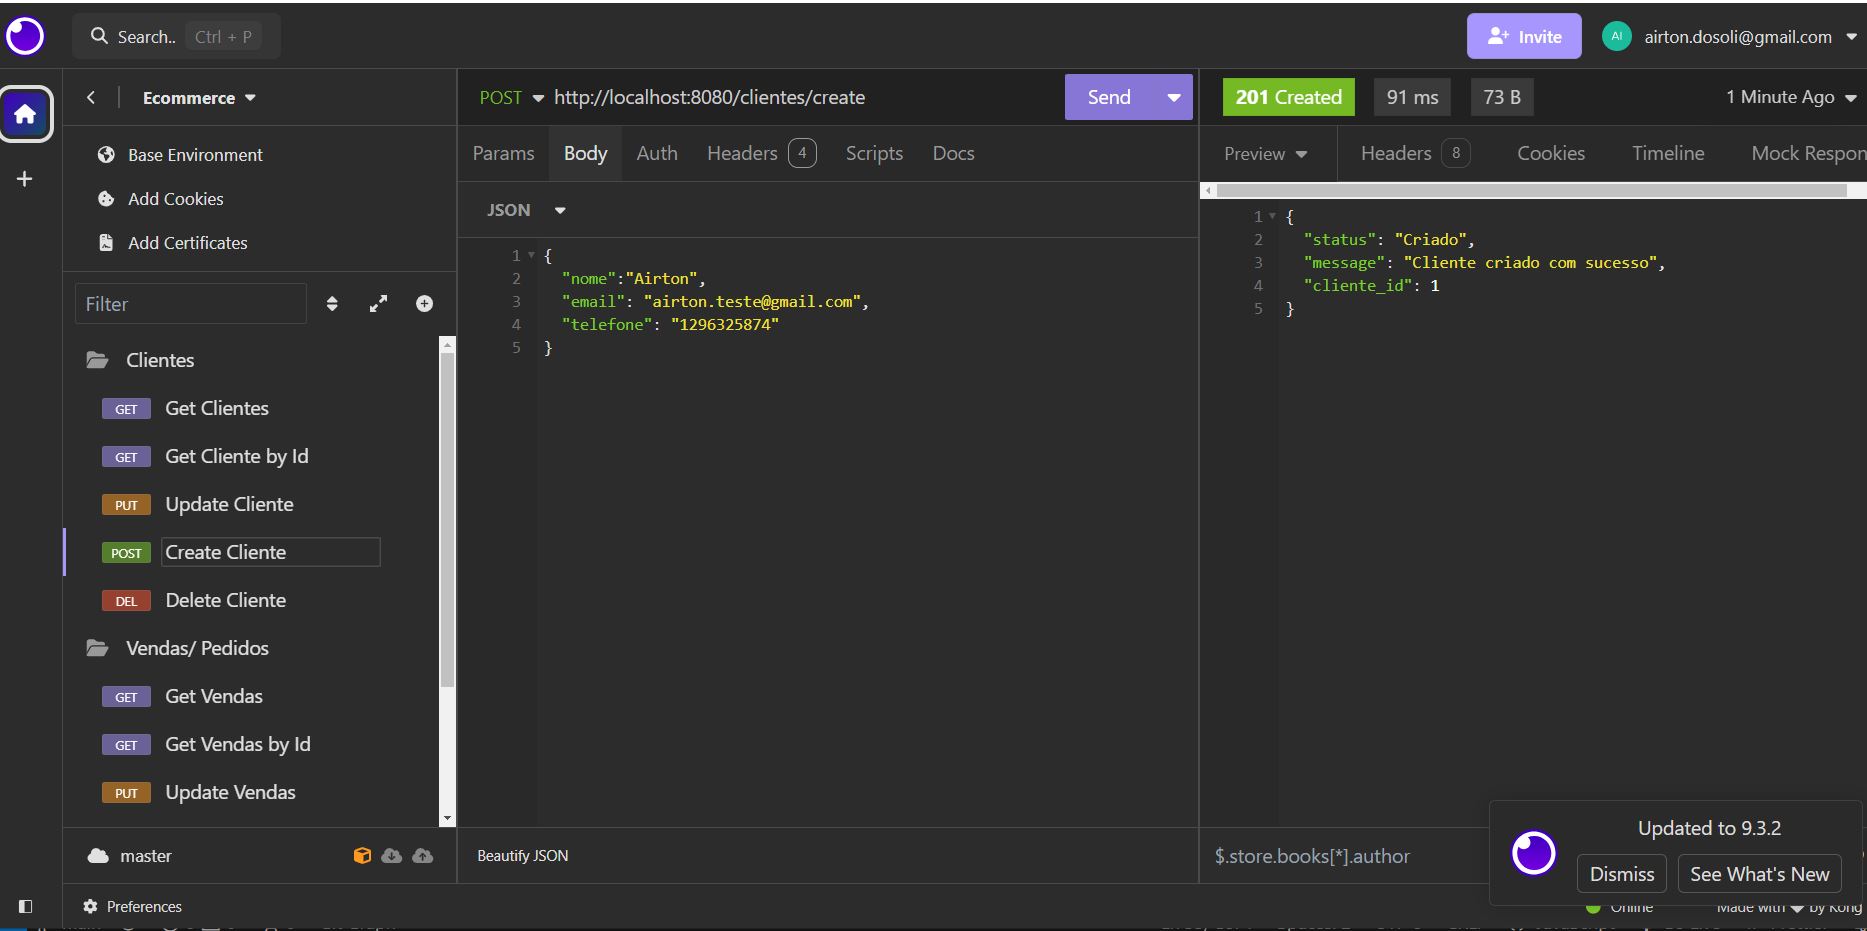 Search.. Ctrl + P
Invite
AI airton.dosoli@gmail.com
Ecommerce
Base Environment
Add Cookies
Add Certificates
Filter
Clientes
GET Get Clientes
GET Get Cliente by Id
PUT Update Cliente
POST Create Cliente
DEL Delete Cliente
Vendas/ Pedidos
GET Get Vendas
GET Get Vendas by Id
PUT Update Vendas
master
Preferences
POST http://localhost:8080/clientes/create
Send
Params Body Auth Headers 4 Scripts Docs
JSON
1 {
2 "nome":"Airton",
3 "email": "airton.teste@gmail.com",
4 "telefone": "1296325874"
5 }
Beautify JSON
201 Created 91 ms 73 B 1 Minute Ago
Preview Headers 8 Cookies Timeline Mock Respon
1 {
2 "status": "Criado",
3 "message": "Cliente criado com sucesso",
4 "cliente_id": 1
5 }
$.store.books[*].author
Updated to 9.3.2
Dismiss See What's New
Online Made with by Kong